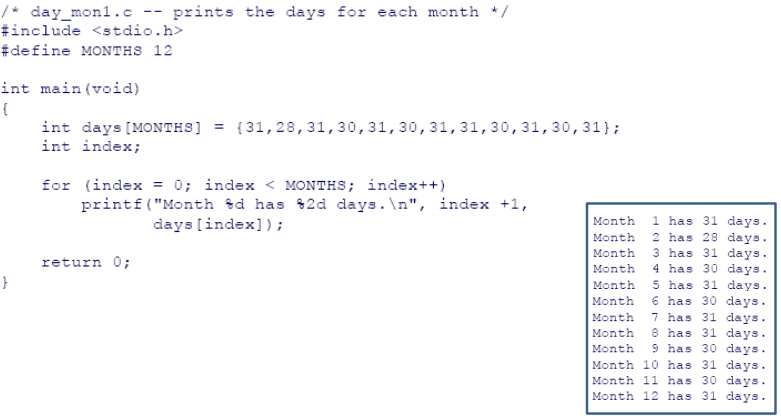 /* day_mon1.c -- prints the days for each month */
#include <stdio.h>
#define MONTHS 12
int main(void)
{
int days[MONTHS] = {31,28,31,30,31,30,31,31,30,31,30,31};
int index;
for (index = 0; index < MONTHS; index++)
printf("Month %d has %2d days.\n", index +1,
days[index]);
return 0;
}
Month  1 has 31 days.
Month  2 has 28 days.
Month  3 has 31 days.
Month  4 has 30 days.
Month  5 has 31 days.
Month  6 has 30 days.
Month  7 has 31 days.
Month  8 has 31 days.
Month  9 has 30 days.
Month 10 has 31 days.
Month 11 has 30 days.
Month 12 has 31 days.